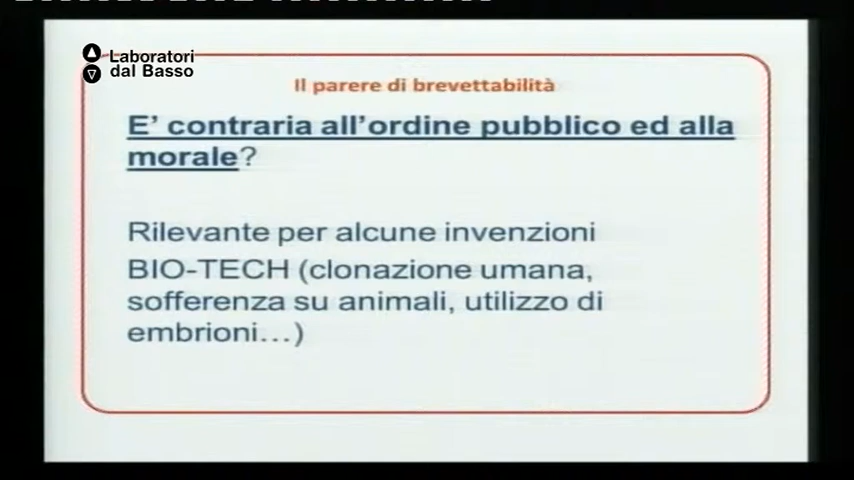 Laboratori
dal Basso
Il parere di brevettabilità
E' contraria all'ordine pubblico ed alla
morale?
Rilevante per alcune invenzioni
BIO-TECH (clonazione umana,
sofferenza su animali, utilizzo di
embrioni...)